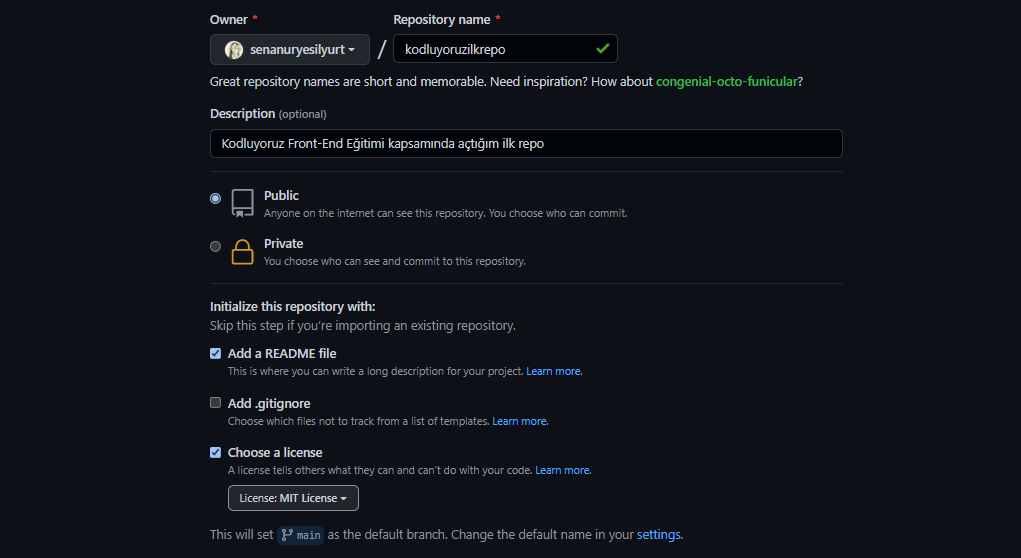 Owner * Repository name *
senanuryesilyurt / kodluyoruzilkrepo
Great repository names are short and memorable. Need inspiration? How about congenial-octo-funicular?
Description (optional)
Kodluyoruz Front-End Eğitimi kapsamında açtığım ilk repo
Public
Anyone on the internet can see this repository. You choose who can commit.
Private
You choose who can see and commit to this repository.
Initialize this repository with:
Skip this step if you're importing an existing repository.
Add a README file
This is where you can write a long description for your project. Learn more.
Add .gitignore
Choose which files not to track from a list of templates. Learn more.
Choose a license
A license tells others what they can and can't do with your code. Learn more.
License: MIT License
This will set main as the default branch. Change the default name in your settings.